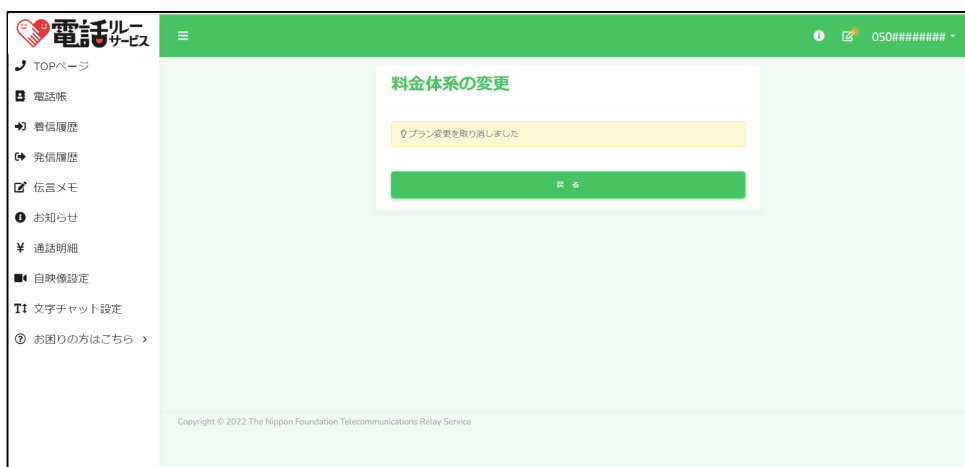 電話リレーサービス
050######## 
TOPページ
電話帳
着信履歴
発信履歴
伝言メモ
お知らせ
通話明細
自映像設定
文字チャット設定
お困りの方はこちら
料金体系の変更
プラン変更を取り消しました
戻 る
Copyright © 2022 The Nippon Foundation Telecommunications Relay Service